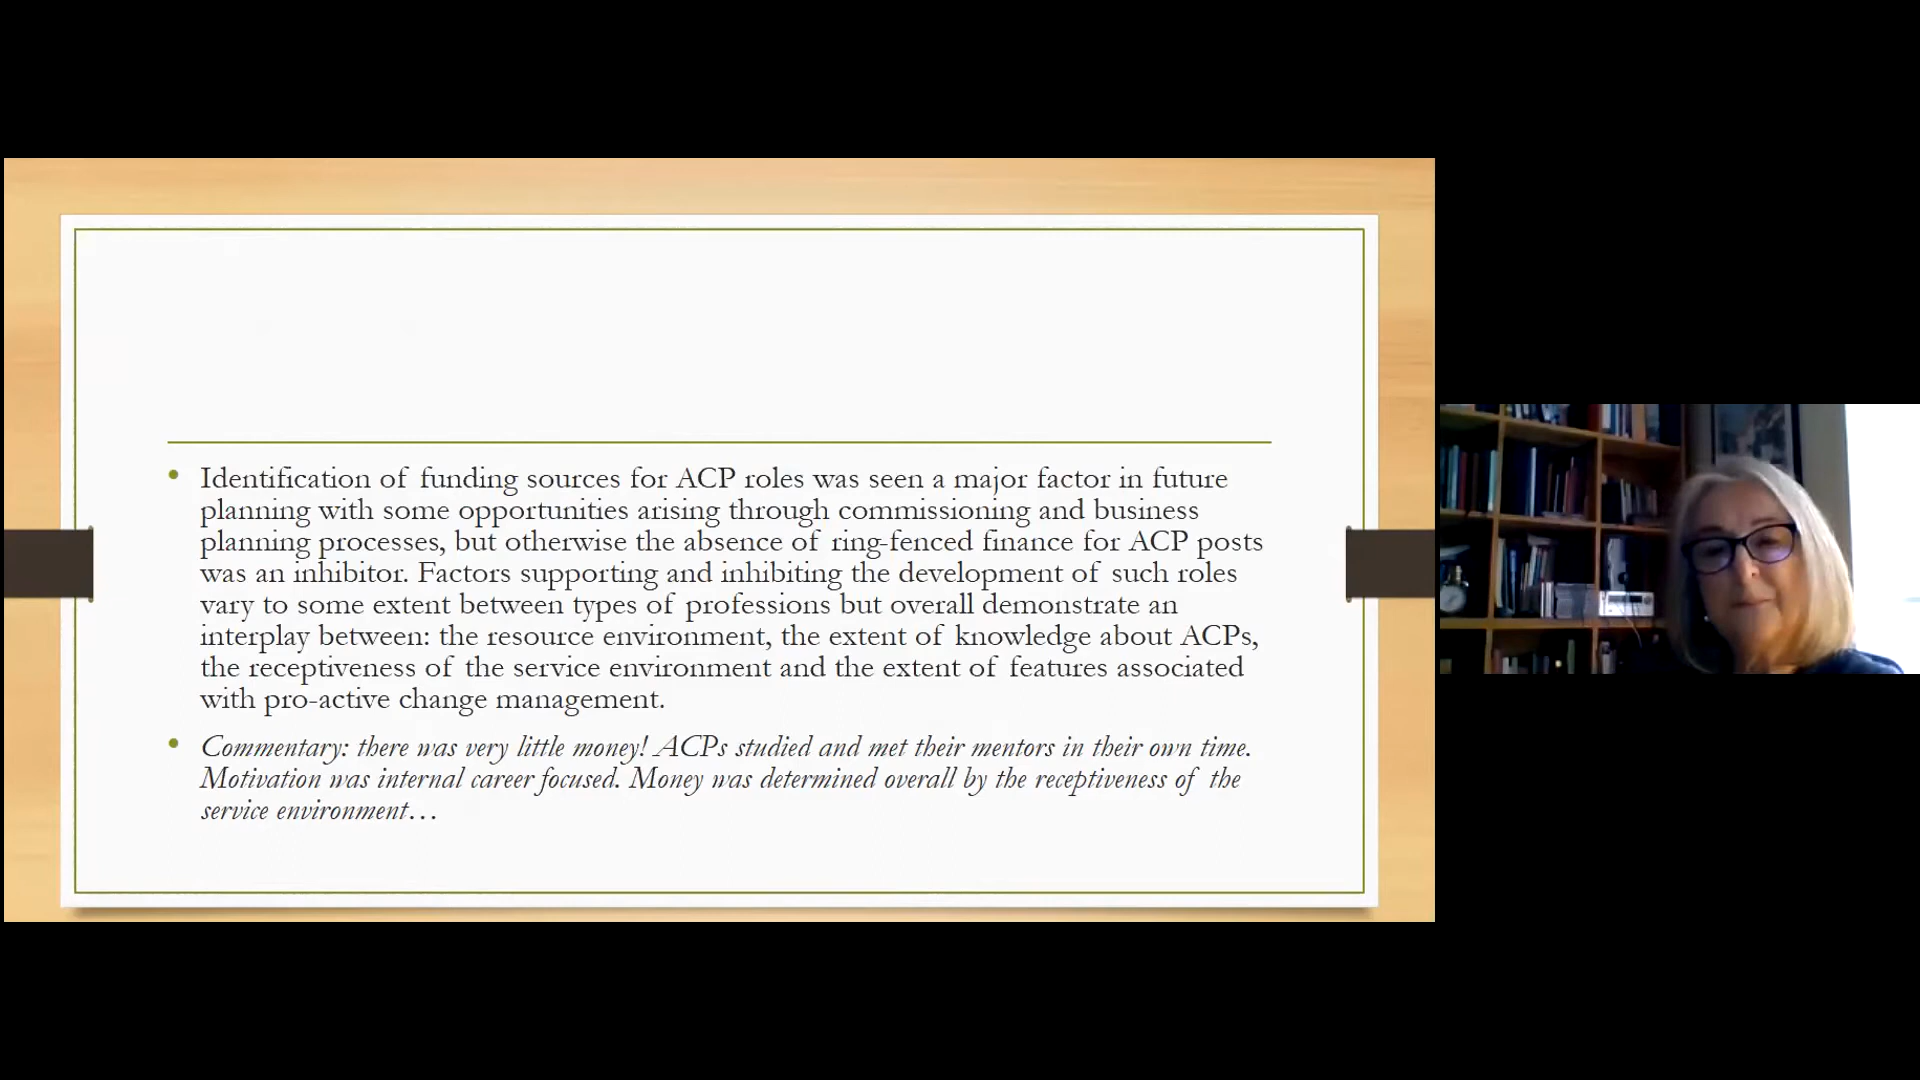 Identification of funding sources for ACP roles was seen a major factor in future
planning with some opportunities arising through commissioning and business
planning processes, but otherwise the absence of ring-fenced finance for ACP posts
was an inhibitor. Factors supporting and inhibiting the development of such roles
vary to some extent between types of professions but overall demonstrate an
interplay between: the resource environment, the extent of knowledge about ACPs,
the receptiveness of the service environment and the extent of features associated
with pro-active change management.
Commentary: there was very little money! ACPs studied and met their mentors in their own time.
Motivation was internal career focused. Money was determined overall by the receptiveness of the
service environment…